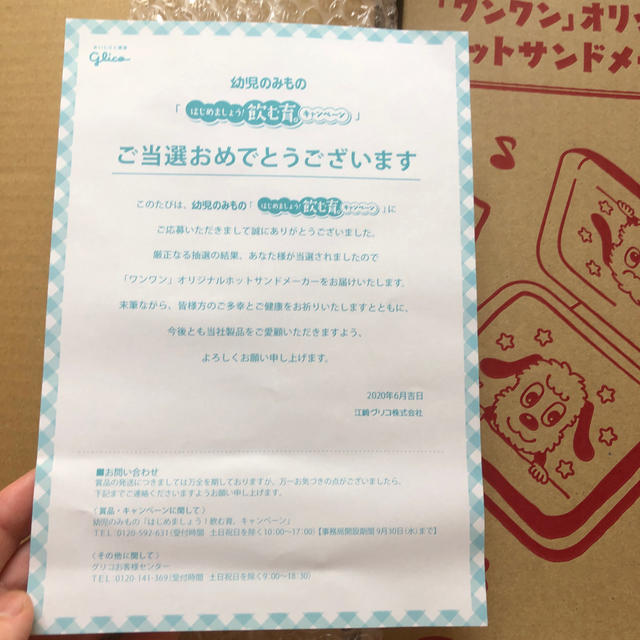 おいしさと健康
glico
幼児のみもの
「はじめましょう!飲む育。キャンペーン」
ご当選おめでとうございます
このたびは、幼児のみもの「はじめましょう!飲む育。キャンペーン」に
ご応募いただきまして誠にありがとうございました。
厳正なる抽選の結果、あなた様が当選されましたので
「ワンワン」オリジナルホットサンドメーカーをお届けいたします。
末筆ながら、皆様方のご多幸とご健康をお祈りいたしますとともに、
今後とも当社製品をご愛顧いただきますよう、
よろしくお願い申し上げます。
2020年6月吉日
江崎グリコ株式会社
■お問い合わせ
賞品の発送につきましては万全を期しておりますが、万一お気づきの点がございましたら、
下記までご連絡くださいますようお願い申し上げます。
〈賞品・キャンペーンに関して〉
幼児のみもの「はじめましょう!飲む育。キャンペーン」
TEL:0120-592-631(受付時間 土日祝日を除く10:00〜17:00)【事務局開設期間 9月30日(水)まで】
〈その他に関して〉
グリコお客様センター
TEL:0120-141-369(受付時間 土日祝日を除く9:00〜18:30)
「ワンワン」オリ
ホットサンドメー